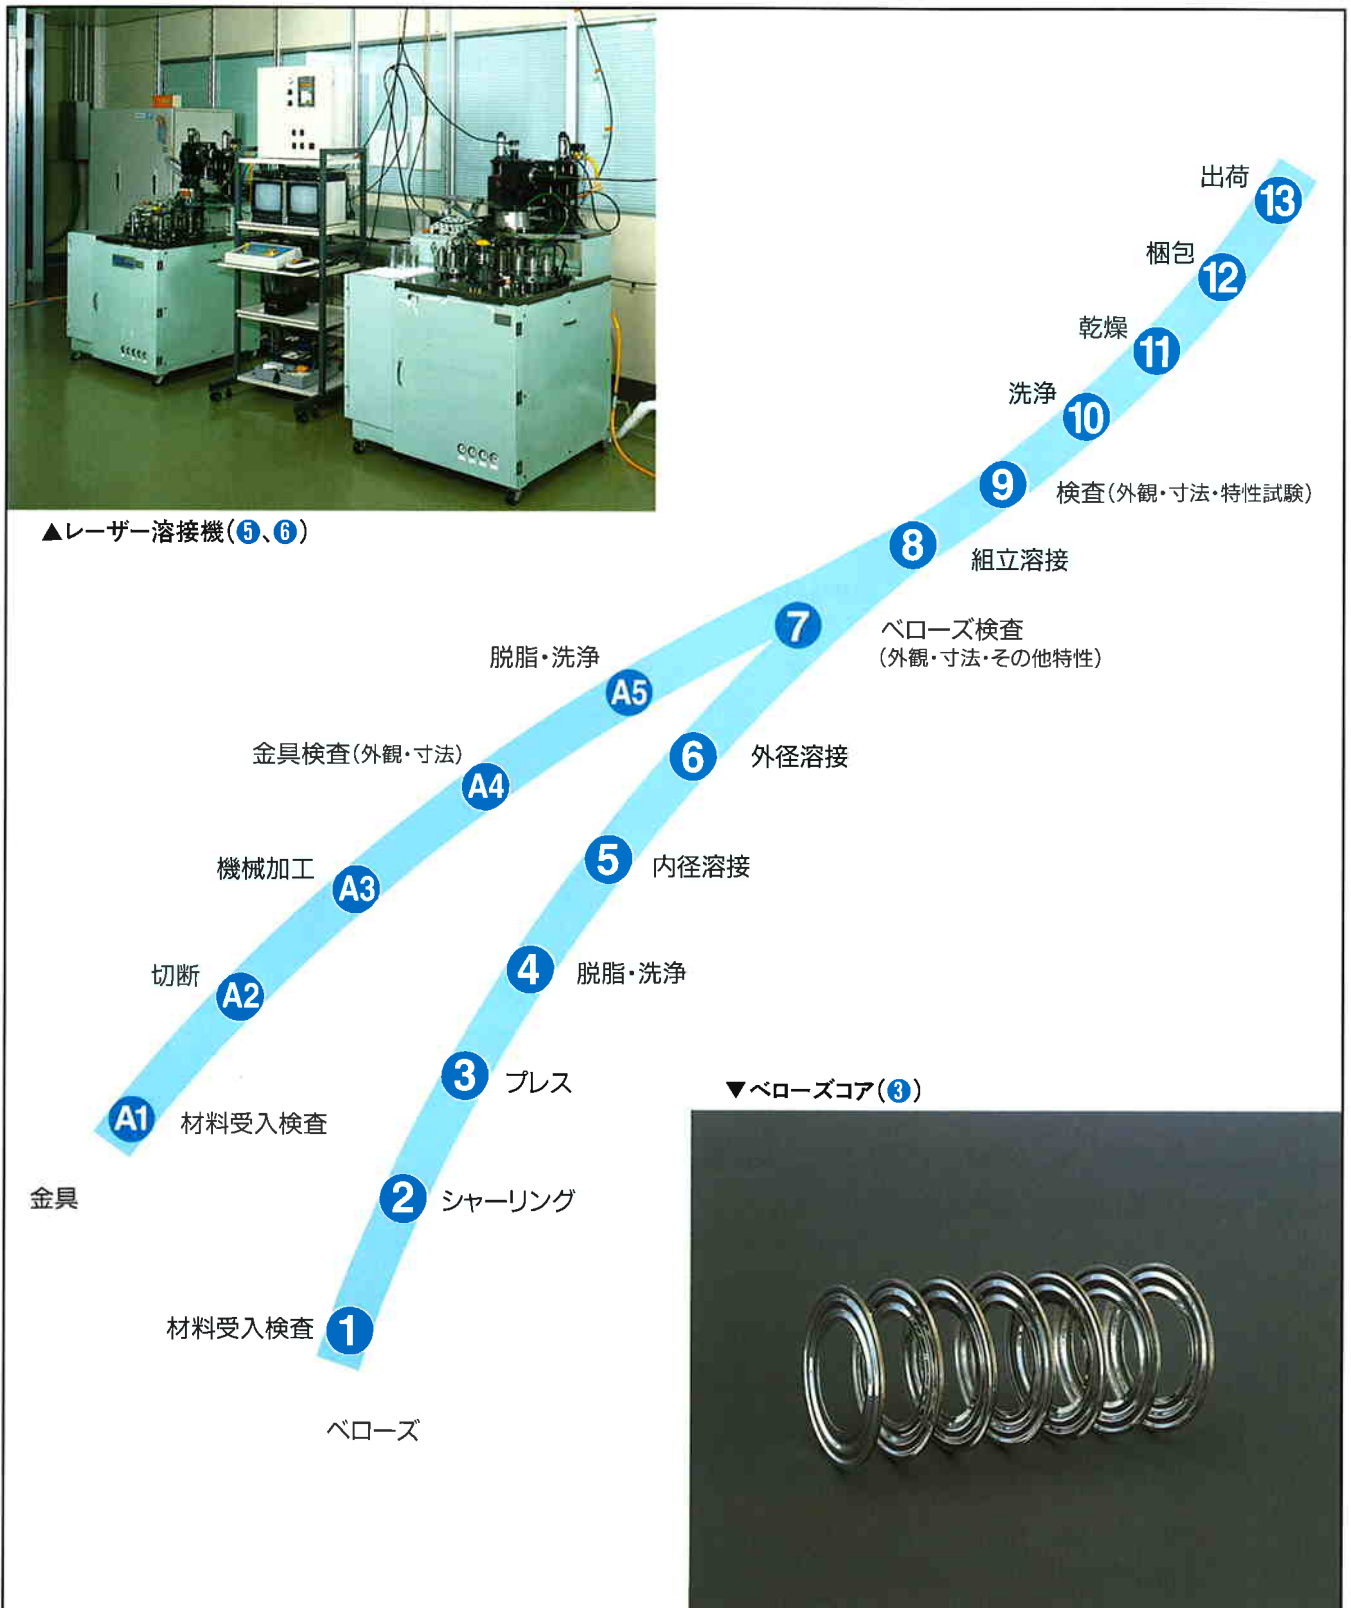 ▲レーザー溶接機(❺、❻)
出荷
13
梱包
12
乾燥
11
洗浄
10
9
検査(外観・寸法・特性試験)
8
組立溶接
7
ベローズ検査
(外観・寸法・その他特性)
脱脂・洗浄
A5
6
外径溶接
金具検査(外観・寸法)
A4
5
内径溶接
機械加工
A3
4
脱脂・洗浄
切断
A2
3
プレス
A1
材料受入検査
金具
2
シャーリング
材料受入検査
1
ベローズ
▼ベローズコア(❸)